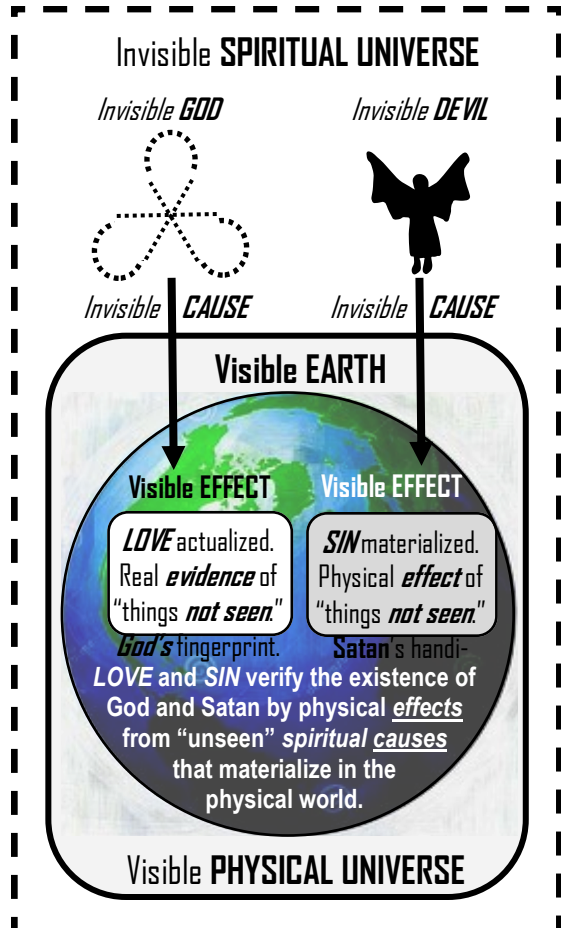 Invisible SPIRITUAL UNIVERSE
Invisible GOD
Invisible DEVIL
Invisible CAUSE
Invisible CAUSE
Visible EARTH
Visible EFFECT
LOVE actualized.
Real evidence of
“things not seen.”
God's fingerprint.
Visible EFFECT
SIN materialized.
Physical effect of
“things not seen.”
Satan's handi-
LOVE and SIN verify the existence of
God and Satan by physical effects
from “unseen” spiritual causes
that materialize in the
physical world.
Visible PHYSICAL UNIVERSE